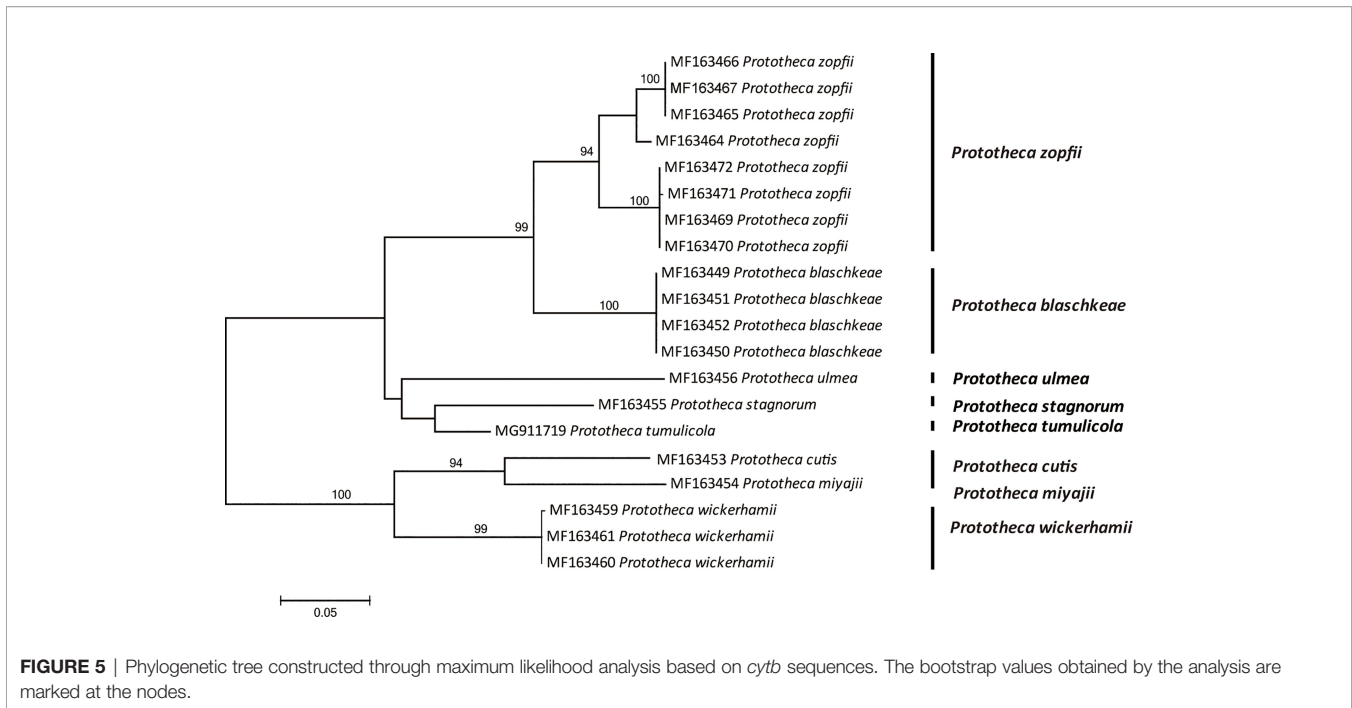 MF163466 Prototheca zopfii
100
MF163467 Prototheca zopfii
MF163465 Prototheca zopfii
MF163464 Prototheca zopfii
94
Prototheca zopfii
MF163472 Prototheca zopfii
MF163471 Prototheca zopfii
100
MF163469 Prototheca zopfii
99
MF163470 Prototheca zopfii
MF163449 Prototheca blaschkeae
MF163451 Prototheca blaschkeae
100
Prototheca blaschkeae
MF163452 Prototheca blaschkeae
MF163450 Prototheca blaschkeae
MF163456 Prototheca ulmea
Prototheca ulmea
MF163455 Prototheca stagnorum
Prototheca stagnorum
MG911719 Prototheca tumulicola
Prototheca tumulicola
MF163453 Prototheca cutis
94
Prototheca cutis
MF163454 Prototheca miyajii
Prototheca miyajii
100
MF163459 Prototheca wickerhamii
99
Prototheca wickerhamii
MF163461 Prototheca wickerhamii
MF163460 Prototheca wickerhamii
0.05
FIGURE 5 | Phylogenetic tree constructed through maximum likelihood analysis based on cytb sequences. The bootstrap values obtained by the analysis are
marked at the nodes.